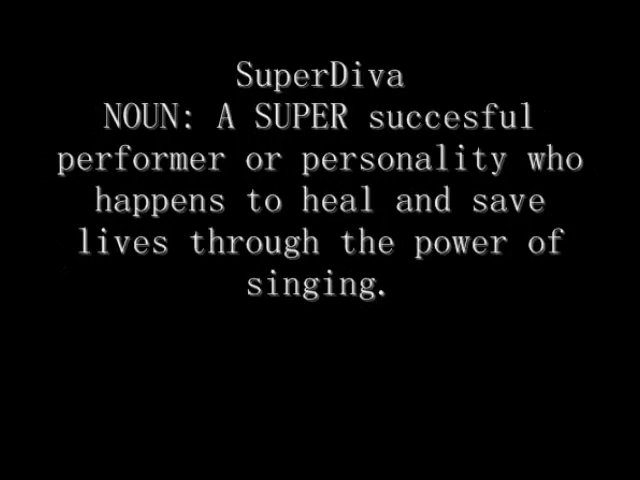 SuperDiva
NOUN: A SUPER succesful
performer or personality who
happens to heal and save
lives through the power of
singing.